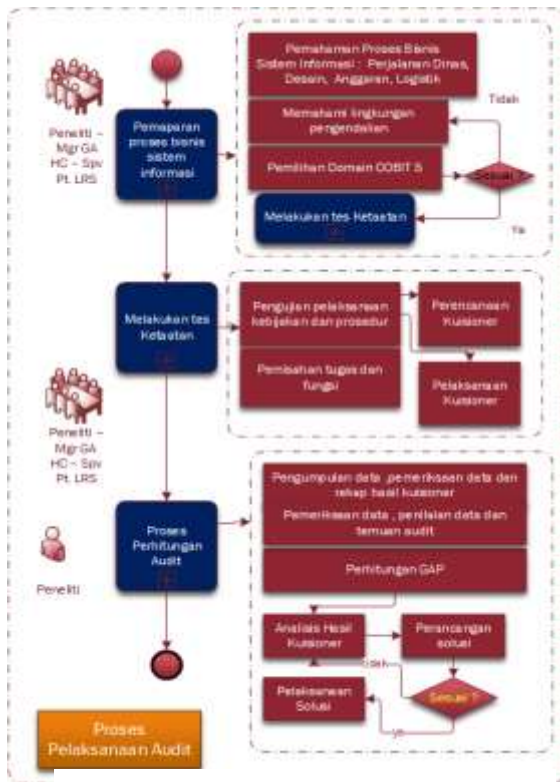 Pemahaman Proses Bisnis
Sistem Informasi : Perjalanan Dinas,
Desain, Anggaran, Logistik
Peneliti –
Mgr GA
HC – Spv
Pt. LRS
Pemaparan
proses bisnis
sistem
informasi
Memahami lingkungan
pengendalian
Tidak
Pemilihan Domain COBIT 5
Sesuai ?
Melakukan tes Ketaatan
Ya
Melakukan tes
Ketaatan
Pengujian pelaksanaan
kebijakan dan prosedur
Perencanaan
Kuisioner
Pemisahan tugas dan
fungsi
Pelaksanaan
Kuisioner
Peneliti –
Mgr GA
HC – Spv
Pt. LRS
Pengumpulan data ,pemeriksaan data dan
rekap hasil kuisioner
Pemeriksaan data , penilaian data dan
temuan audit
Proses
Perhitungan
Audit
Peneliti
Perhitungan GAP
Analisis Hasil
Kuisioner
Perancangan
solusi
tidak
Pelaksanaan
Solusi
Sesuai ?
ya
Proses
Pelaksanaan Audit